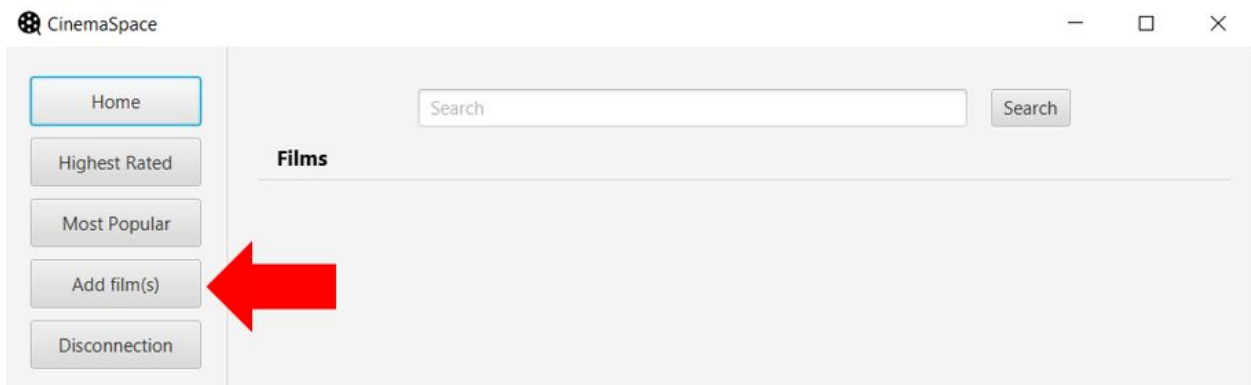 CinemaSpace
Home
Search
Search
Highest Rated
Films
Most Popular
Add film(s)
Disconnection